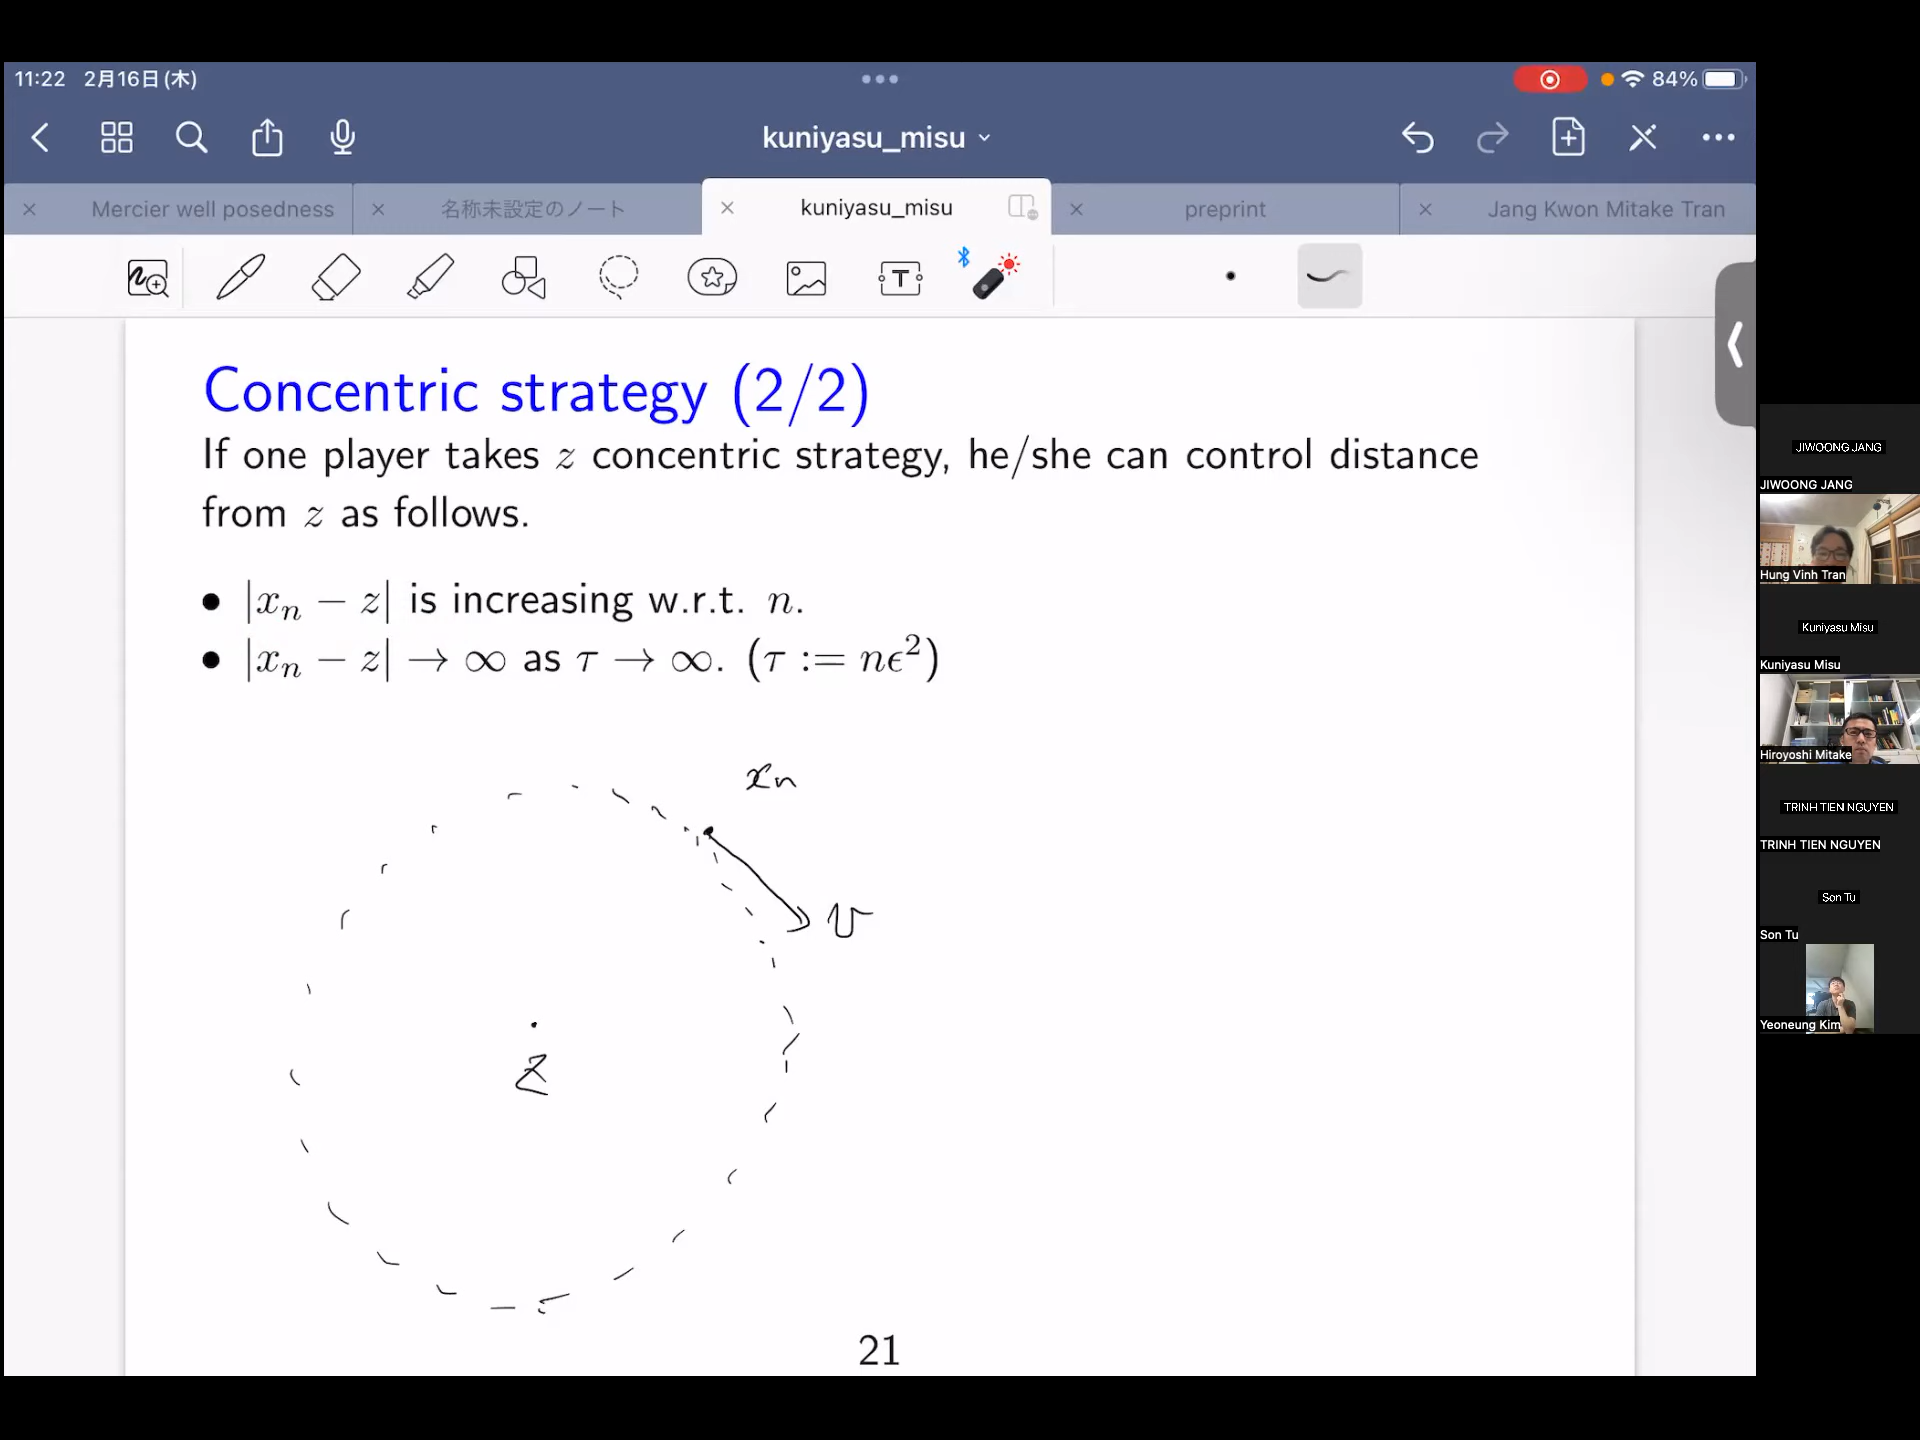 11:22 2月16日(木)
84%
kuniyasu_misu
Mercier well posedness
名称未設定のノート
kuniyasu_misu
preprint
Jang Kwon Mitake Tran
T
Concentric strategy (2/2)
If one player takes z concentric strategy, he/she can control distance
from z as follows.
• |xₙ − z| is increasing w.r.t. n.
• |xₙ − z| → ∞ as τ → ∞. (τ := nϵ²)
xₙ
v
z
21
JIWOONG JANG
JIWOONG JANG
Hung Vinh Tran
Kuniyasu Misu
Kuniyasu Misu
Hiroyoshi Mitake
TRINH TIEN NGUYEN
TRINH TIEN NGUYEN
Son Tu
Son Tu
Yeoneung Kim